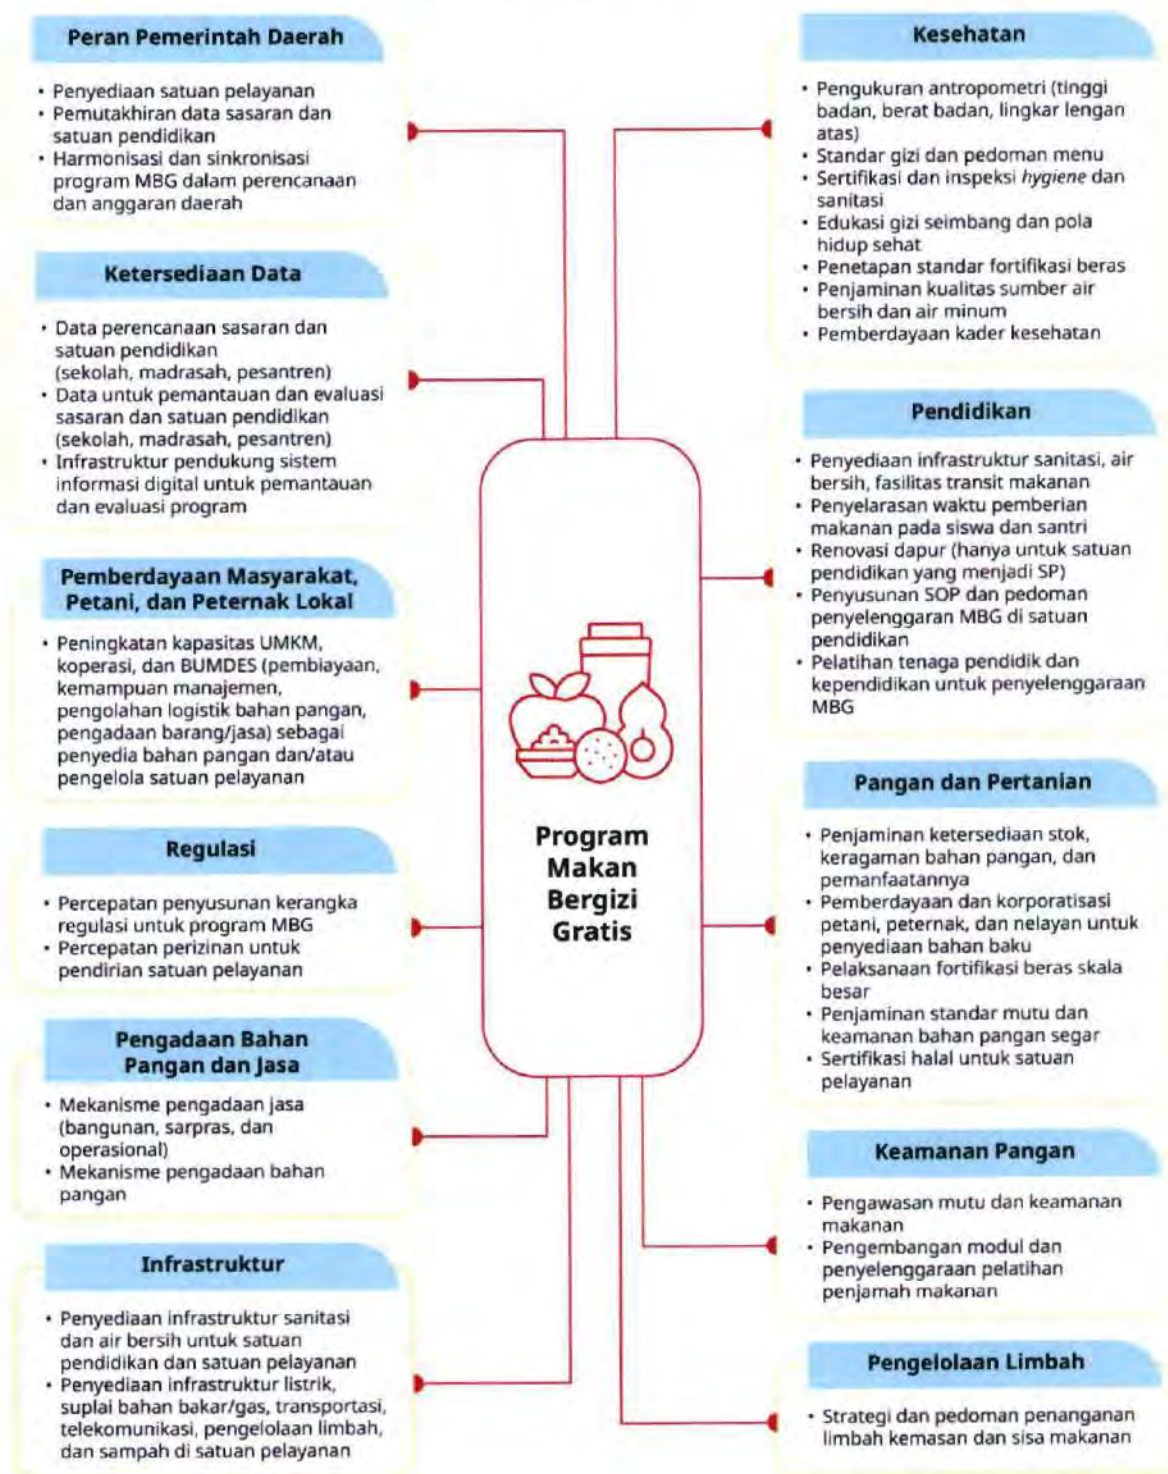 Peran Pemerintah Daerah
• Penyediaan satuan pelayanan
• Pemutakhiran data sasaran dan
satuan pendidikan
• Harmonisasi dan sinkronisasi
program MBG dalam perencanaan
dan anggaran daerah
Ketersediaan Data
• Data perencanaan sasaran dan
satuan pendidikan
(sekolah, madrasah, pesantren)
• Data untuk pemantauan dan evaluasi
sasaran dan satuan pendidikan
(sekolah, madrasah, pesantren)
• Infrastruktur pendukung sistem
informasi digital untuk pemantauan
dan evaluasi program
Pemberdayaan Masyarakat,
Petani, dan Peternak Lokal
• Peningkatan kapasitas UMKM,
koperasi, dan BUMDES (pembiayaan,
kemampuan manajemen,
pengolahan logistik bahan pangan,
pengadaan barang/jasa) sebagai
penyedia bahan pangan dan/atau
pengelola satuan pelayanan
Regulasi
• Percepatan penyusunan kerangka
regulasi untuk program MBG
• Percepatan perizinan untuk
pendirian satuan pelayanan
Pengadaan Bahan
Pangan dan Jasa
• Mekanisme pengadaan jasa
(bangunan, sarpras, dan
operasional)
• Mekanisme pengadaan bahan
pangan
Infrastruktur
• Penyediaan infrastruktur sanitasi
dan air bersih untuk satuan
pendidikan dan satuan pelayanan
• Penyediaan infrastruktur listrik,
suplai bahan bakar/gas, transportasi,
telekomunikasi, pengelolaan limbah,
dan sampah di satuan pelayanan
Program
Makan
Bergizi
Gratis
Kesehatan
• Pengukuran antropometri (tinggi
badan, berat badan, lingkar lengan
atas)
• Standar gizi dan pedoman menu
• Sertifikasi dan inspeksi hygiene dan
sanitasi
• Edukasi gizi seimbang dan pola
hidup sehat
• Penetapan standar fortifikasi beras
• Penjaminan kualitas sumber air
bersih dan air minum
• Pemberdayaan kader kesehatan
Pendidikan
• Penyediaan infrastruktur sanitasi, air
bersih, fasilitas transit makanan
• Penyelarasan waktu pemberian
makanan pada siswa dan santri
• Renovasi dapur (hanya untuk satuan
pendidikan yang menjadi SP)
• Penyusunan SOP dan pedoman
penyelenggaran MBG di satuan
pendidikan
• Pelatihan tenaga pendidik dan
kependidikan untuk penyelenggaraan
MBG
Pangan dan Pertanian
• Penjaminan ketersediaan stok,
keragaman bahan pangan, dan
pemanfaatannya
• Pemberdayaan dan korporatisasi
petani, peternak, dan nelayan untuk
penyediaan bahan baku
• Pelaksanaan fortifikasi beras skala
besar
• Penjaminan standar mutu dan
keamanan bahan pangan segar
• Sertifikasi halal untuk satuan
pelayanan
Keamanan Pangan
• Pengawasan mutu dan keamanan
makanan
• Pengembangan modul dan
penyelenggaraan pelatihan
penjamah makanan
Pengelolaan Limbah
• Strategi dan pedoman penanganan
limbah kemasan dan sisa makanan